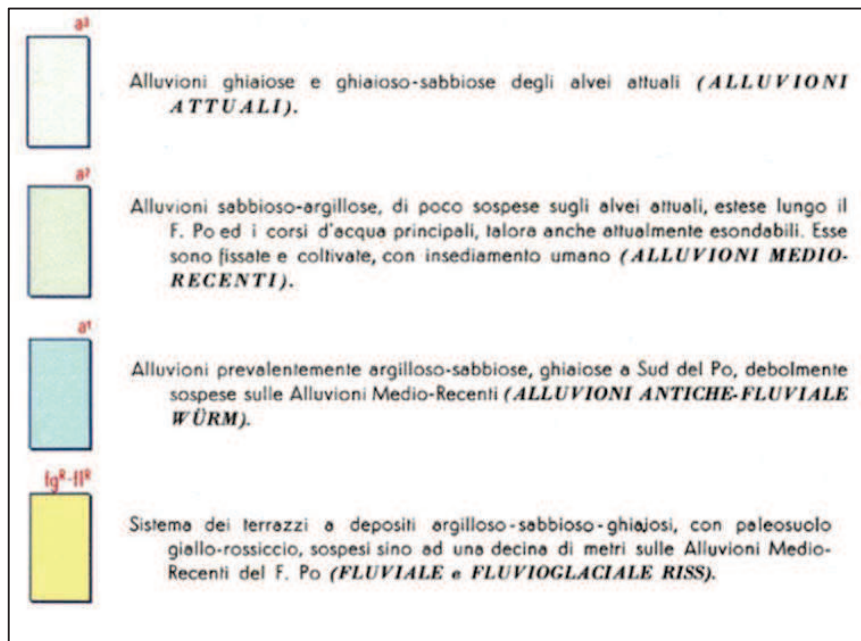 a³
Alluvioni ghiaiose e ghiaioso-sabbiose degli alvei attuali (ALLUVIONI
ATTUALI).
a²
Alluvioni sabbioso-argillose, di poco sospese sugli alvei attuali, estese lungo il
F. Po ed i corsi d'acqua principali, talora anche attualmente esondabili. Esse
sono fissate e coltivate, con insediamento umano (ALLUVIONI MEDIO-
RECENTI).
a¹
Alluvioni prevalentemente argilloso-sabbiose, ghiaiose a Sud del Po, debolmente
sospese sulle Alluvioni Medio-Recenti (ALLUVIONI ANTICHE-FLUVIALE
WÜRM).
fgᴿ-flᴿ
Sistema dei terrazzi a depositi argilloso-sabbioso-ghiajosi, con paleosuolo
giallo-rossiccio, sospesi sino ad una decina di metri sulle Alluvioni Medio-
Recenti del F. Po (FLUVIALE e FLUVIOGLACIALE RISS).